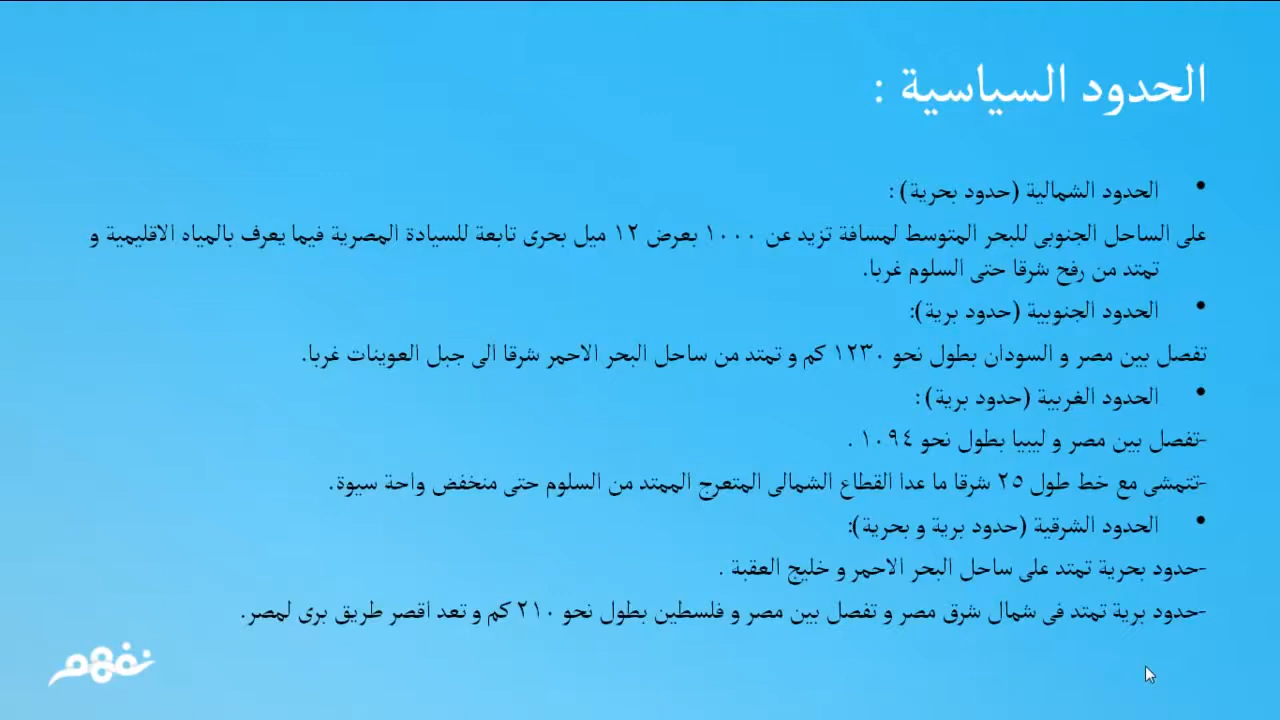 الحدود السياسية :
• الحدود الشمالية (حدود بحرية) :
على الساحل الجنوبى للبحر المتوسط لمسافة تزيد عن ١٠٠٠ بعرض ١٢ ميل بحرى تابعة للسيادة المصرية فيما يعرف بالمياه الاقليمية و
تمتد من رفح شرقا حتى السلوم غربا.
• الحدود الجنوبية (حدود برية):
تفصل بين مصر و السودان بطول نحو ١٢٣٠ كم و تمتد من ساحل البحر الاحمر شرقا الى جبل العوينات غربا.
• الحدود الغربية (حدود برية) :
-تفصل بين مصر و ليبيا بطول نحو ١٠٩٤ .
-تتمشى مع خط طول ٢٥ شرقا ما عدا القطاع الشمالى المتعرج الممتد من السلوم حتى منخفض واحة سيوة.
• الحدود الشرقية (حدود برية و بحرية):
-حدود بحرية تمتد على ساحل البحر الاحمر و خليج العقبة .
-حدود برية تمتد فى شمال شرق مصر و تفصل بين مصر و فلسطين بطول نحو ٢١٠ كم و تعد اقصر طريق برى لمصر.
نفهم